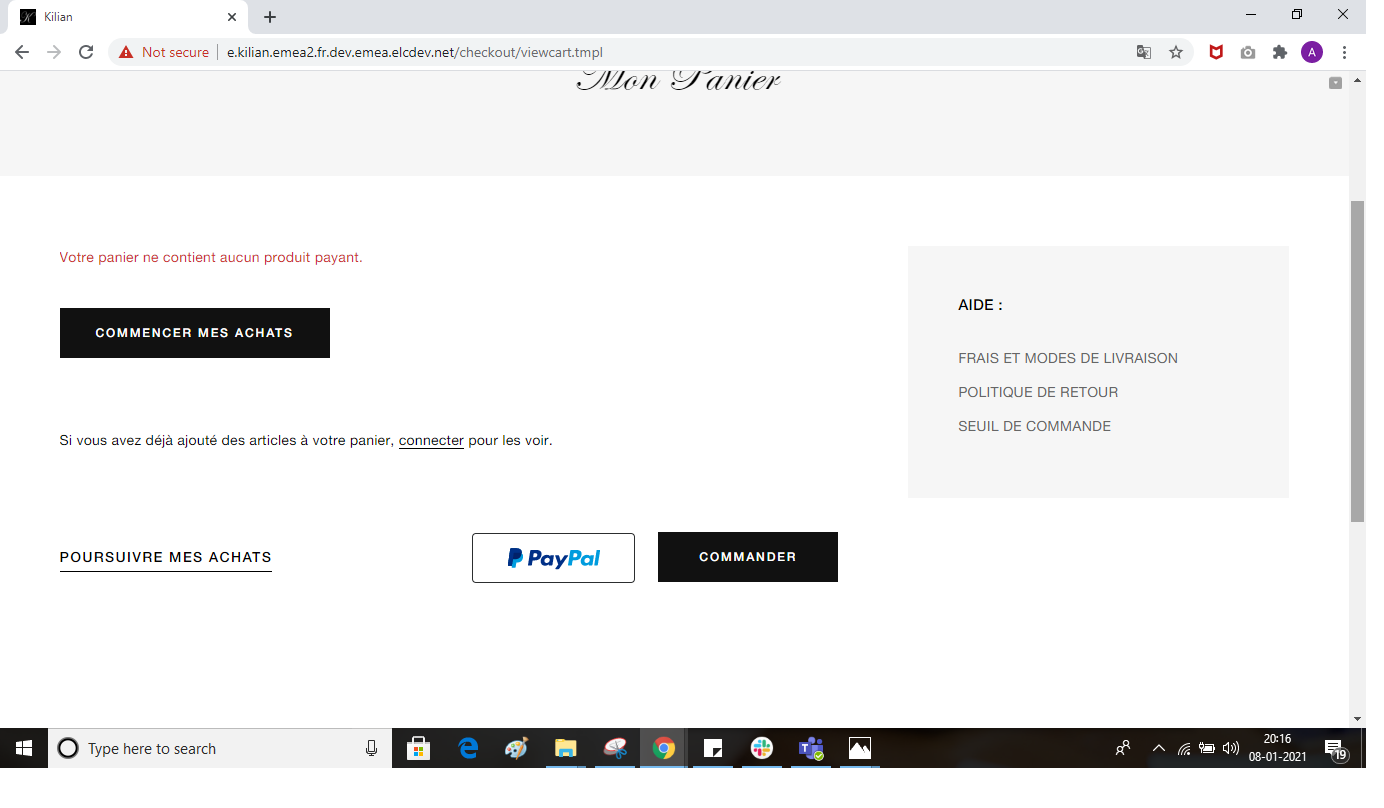 Kilian
Not secure
e.kilian.emea2.fr.dev.emea.elcdev.net/checkout/viewcart.tmpl
A
Mon Panier
Votre panier ne contient aucun produit payant.
COMMENCER MES ACHATS
Si vous avez déjà ajouté des articles à votre panier, connecter pour les voir.
POURSUIVRE MES ACHATS
PayPal
COMMANDER
AIDE :
FRAIS ET MODES DE LIVRAISON
POLITIQUE DE RETOUR
SEUIL DE COMMANDE
Type here to search
20:16
08-01-2021
19